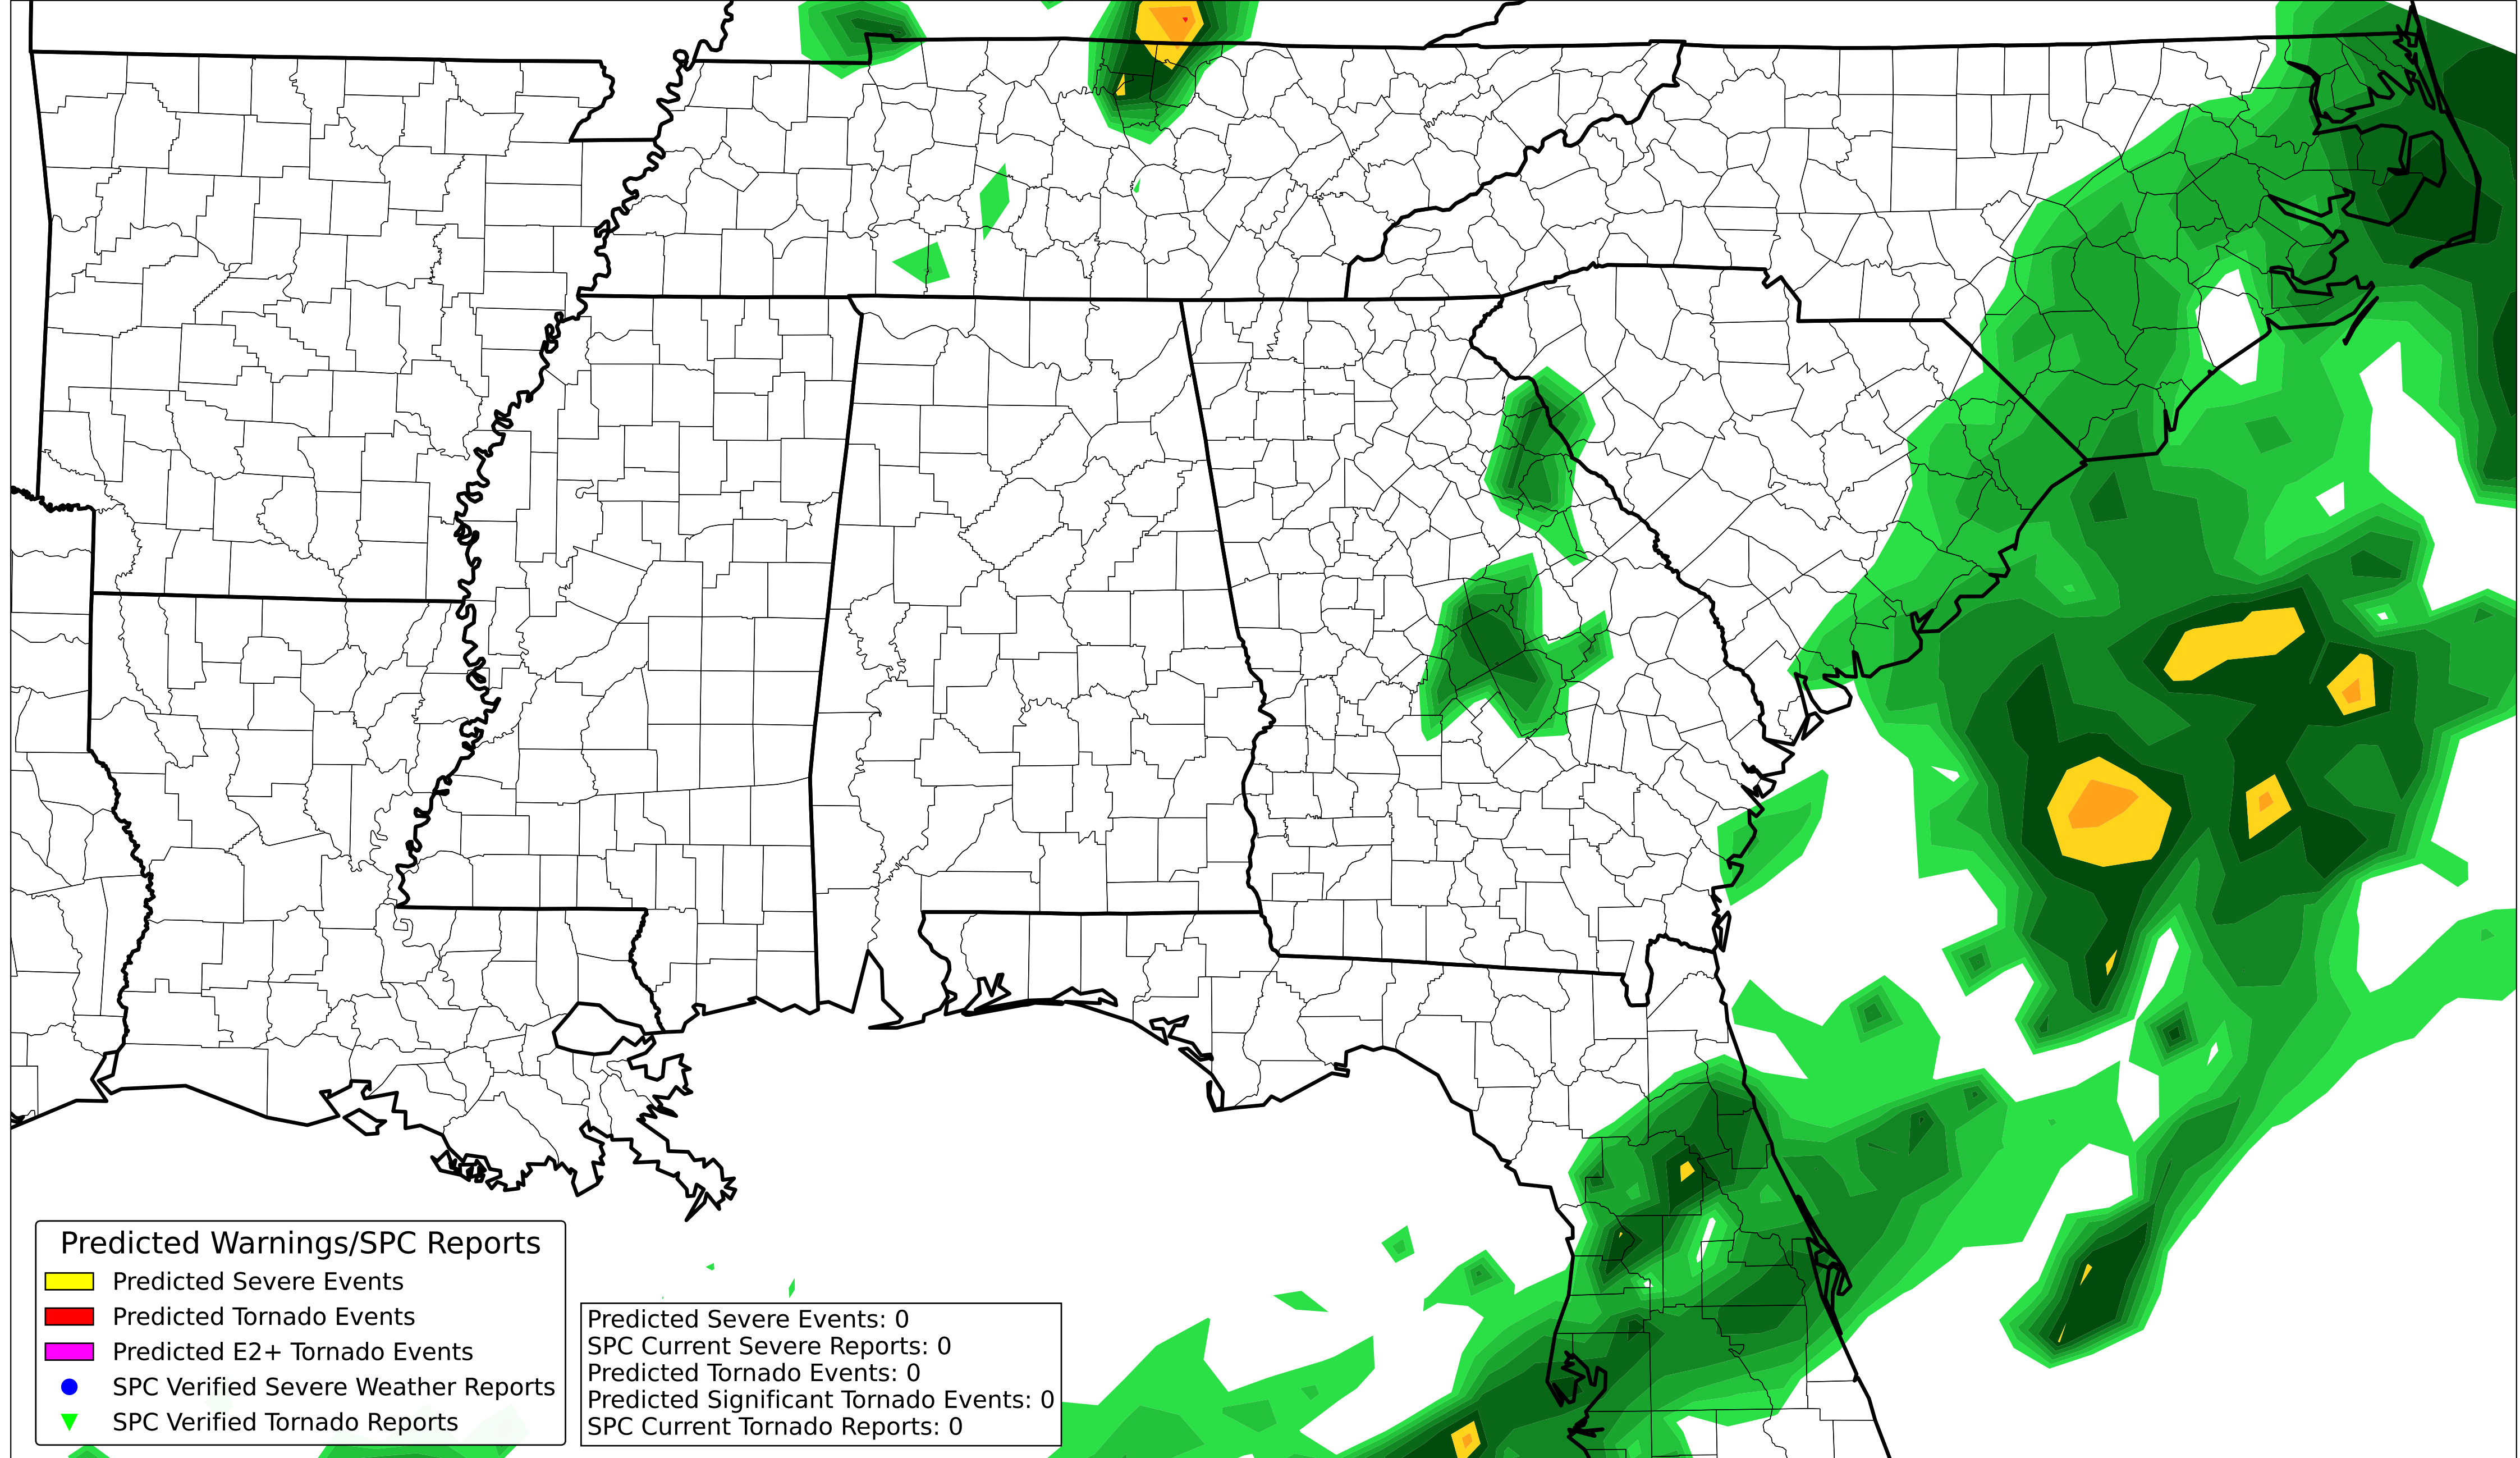 Predicted Warnings/SPC Reports
Predicted Severe Events
Predicted Tornado Events
Predicted E2+ Tornado Events
SPC Verified Severe Weather Reports
SPC Verified Tornado Reports
Predicted Severe Events: 0
SPC Current Severe Reports: 0
Predicted Tornado Events: 0
Predicted Significant Tornado Events: 0
SPC Current Tornado Reports: 0